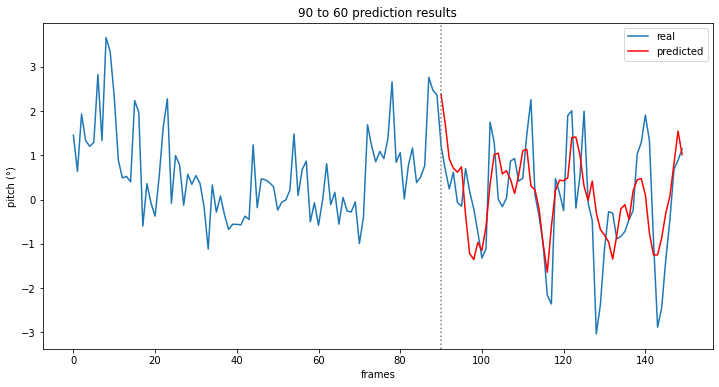 90 to 60 prediction results
real
predicted
pitch (°)
3
2
1
0
−1
−2
−3
0 20 40 60 80 100 120 140
frames